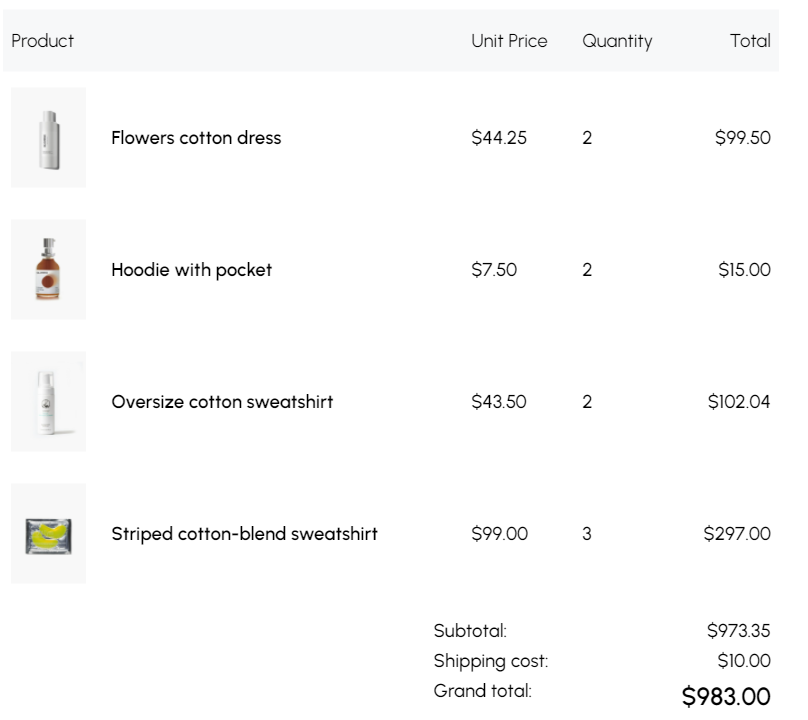 Product Unit Price Quantity Total
Flowers cotton dress $44.25 2 $99.50
Hoodie with pocket $7.50 2 $15.00
Oversize cotton sweatshirt $43.50 2 $102.04
Striped cotton-blend sweatshirt $99.00 3 $297.00
Subtotal: $973.35
Shipping cost: $10.00
Grand total: $983.00